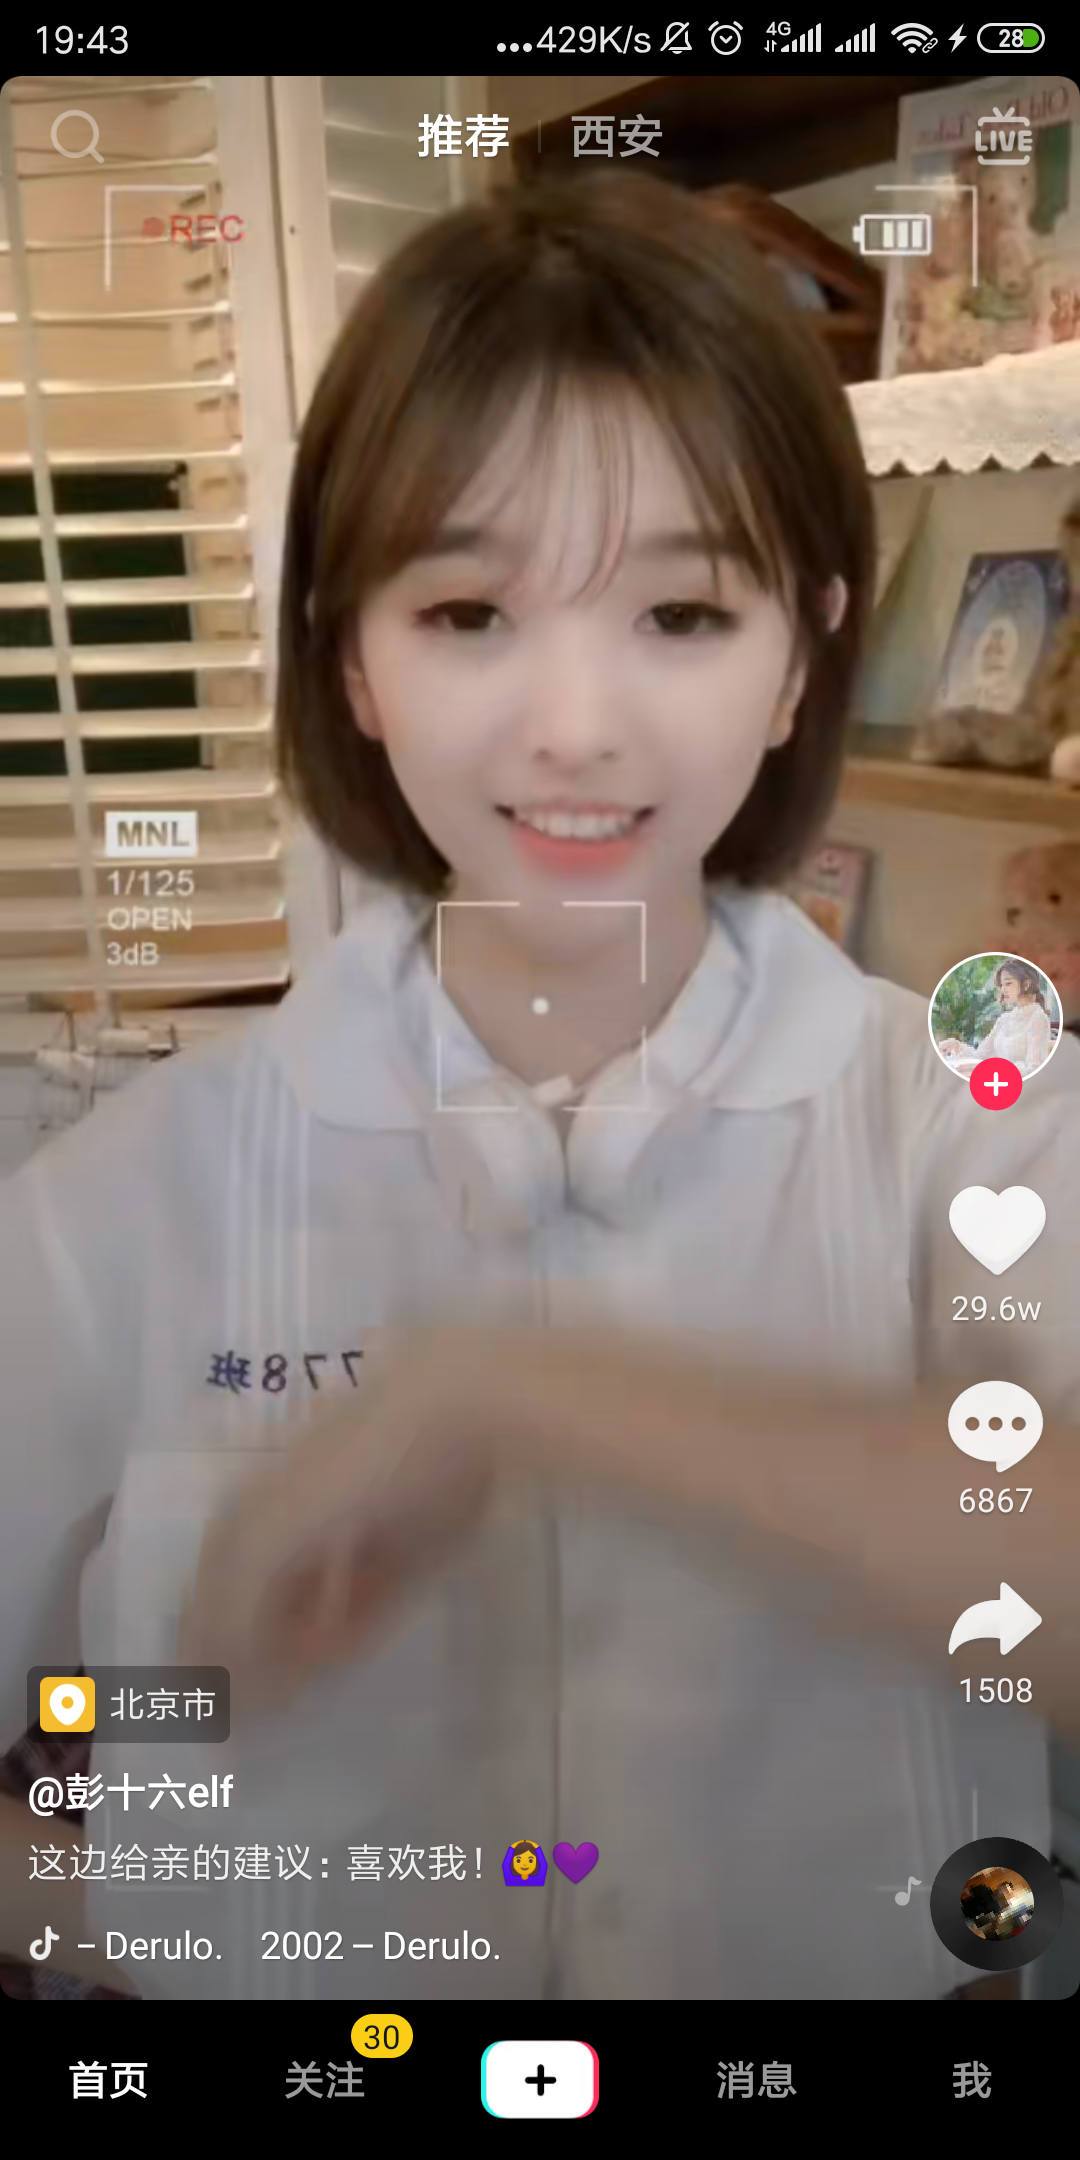 19:43
...429K/s 4G 28
推荐 西安 LIVE
REC
MNL
1/125
OPEN
3dB
778班
29.6w
6867
1508
北京市
@彭十六elf
这边给亲的建议：喜欢我！🙆‍♀️💜
– Derulo. 2002 – Derulo.
30
首页 关注 消息 我